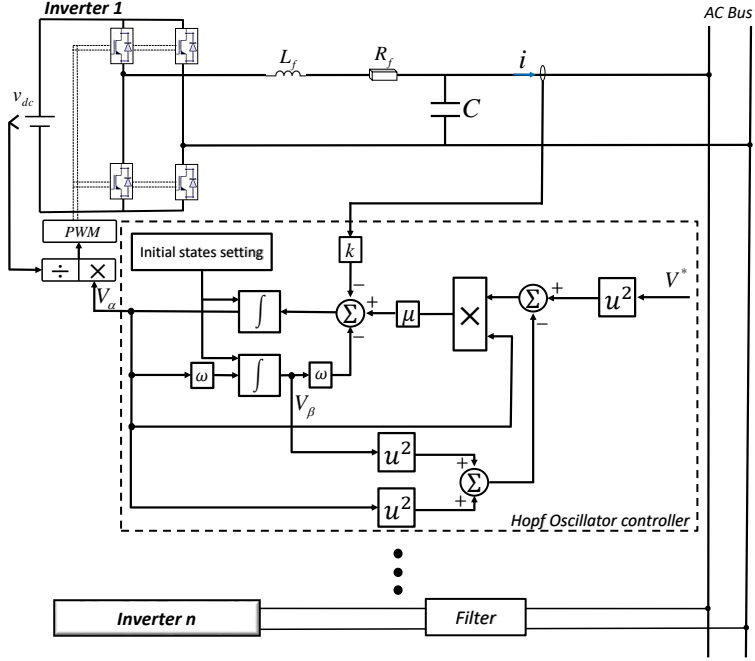 Inverter 1
AC Bus
L_f
R_f
i
v_dc
C
PWM
÷ ×
k
Initial states setting
V_α
∫
−
+
Σ
−
μ
×
Σ
+
−
u²
V*
ω
∫
ω
V_β
u²
+
Σ
+
u²
Hopf Oscillator controller
Inverter n
Filter